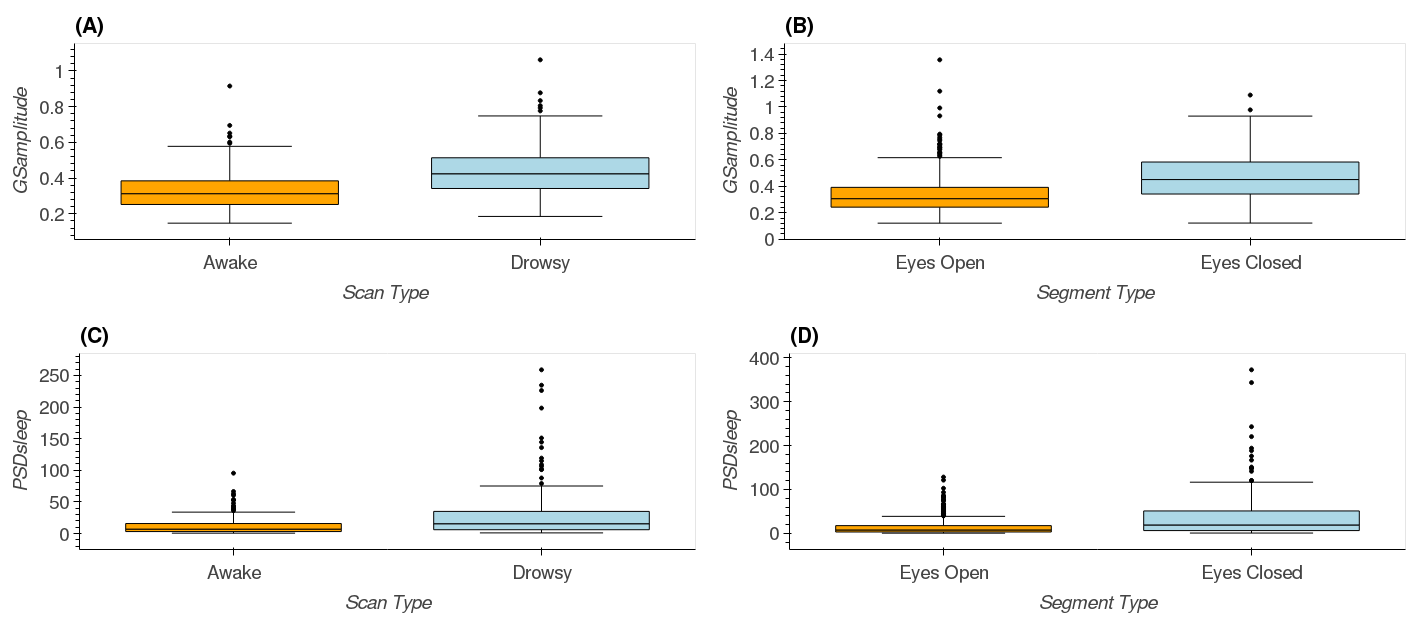 (A)
GSamplitude
1
0.8
0.6
0.4
0.2
Awake Drowsy
Scan Type
(B)
GSamplitude
1.4
1.2
1
0.8
0.6
0.4
0.2
0
Eyes Open Eyes Closed
Segment Type
(C)
PSDsleep
250
200
150
100
50
0
Awake Drowsy
Scan Type
(D)
PSDsleep
400
300
200
100
0
Eyes Open Eyes Closed
Segment Type